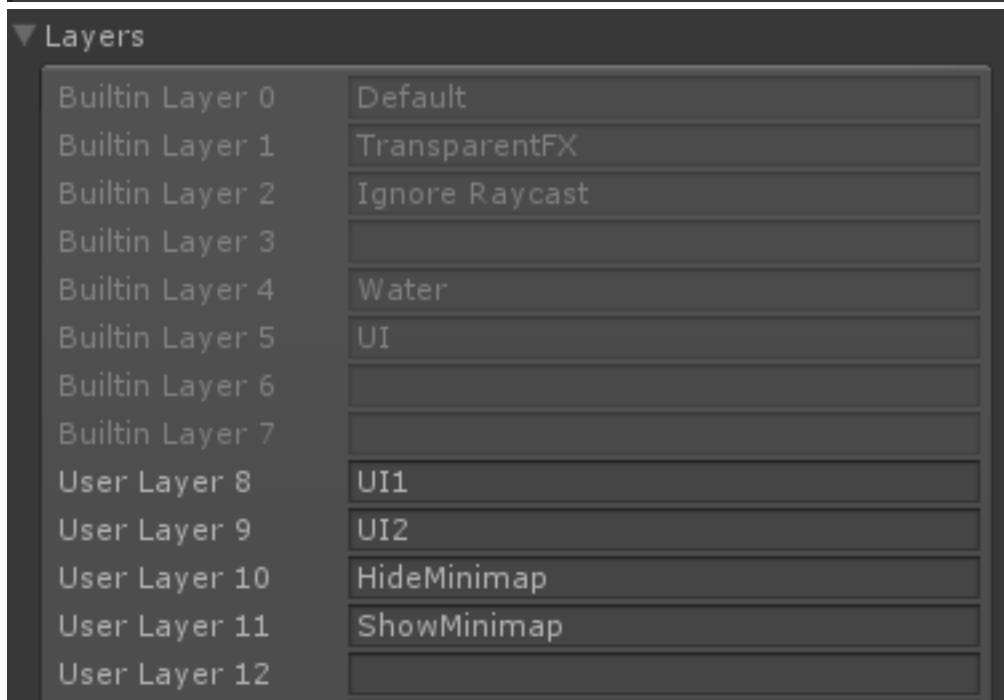 Layers
Builtin Layer 0 Default
Builtin Layer 1 TransparentFX
Builtin Layer 2 Ignore Raycast
Builtin Layer 3
Builtin Layer 4 Water
Builtin Layer 5 UI
Builtin Layer 6
Builtin Layer 7
User Layer 8 UI1
User Layer 9 UI2
User Layer 10 HideMinimap
User Layer 11 ShowMinimap
User Layer 12